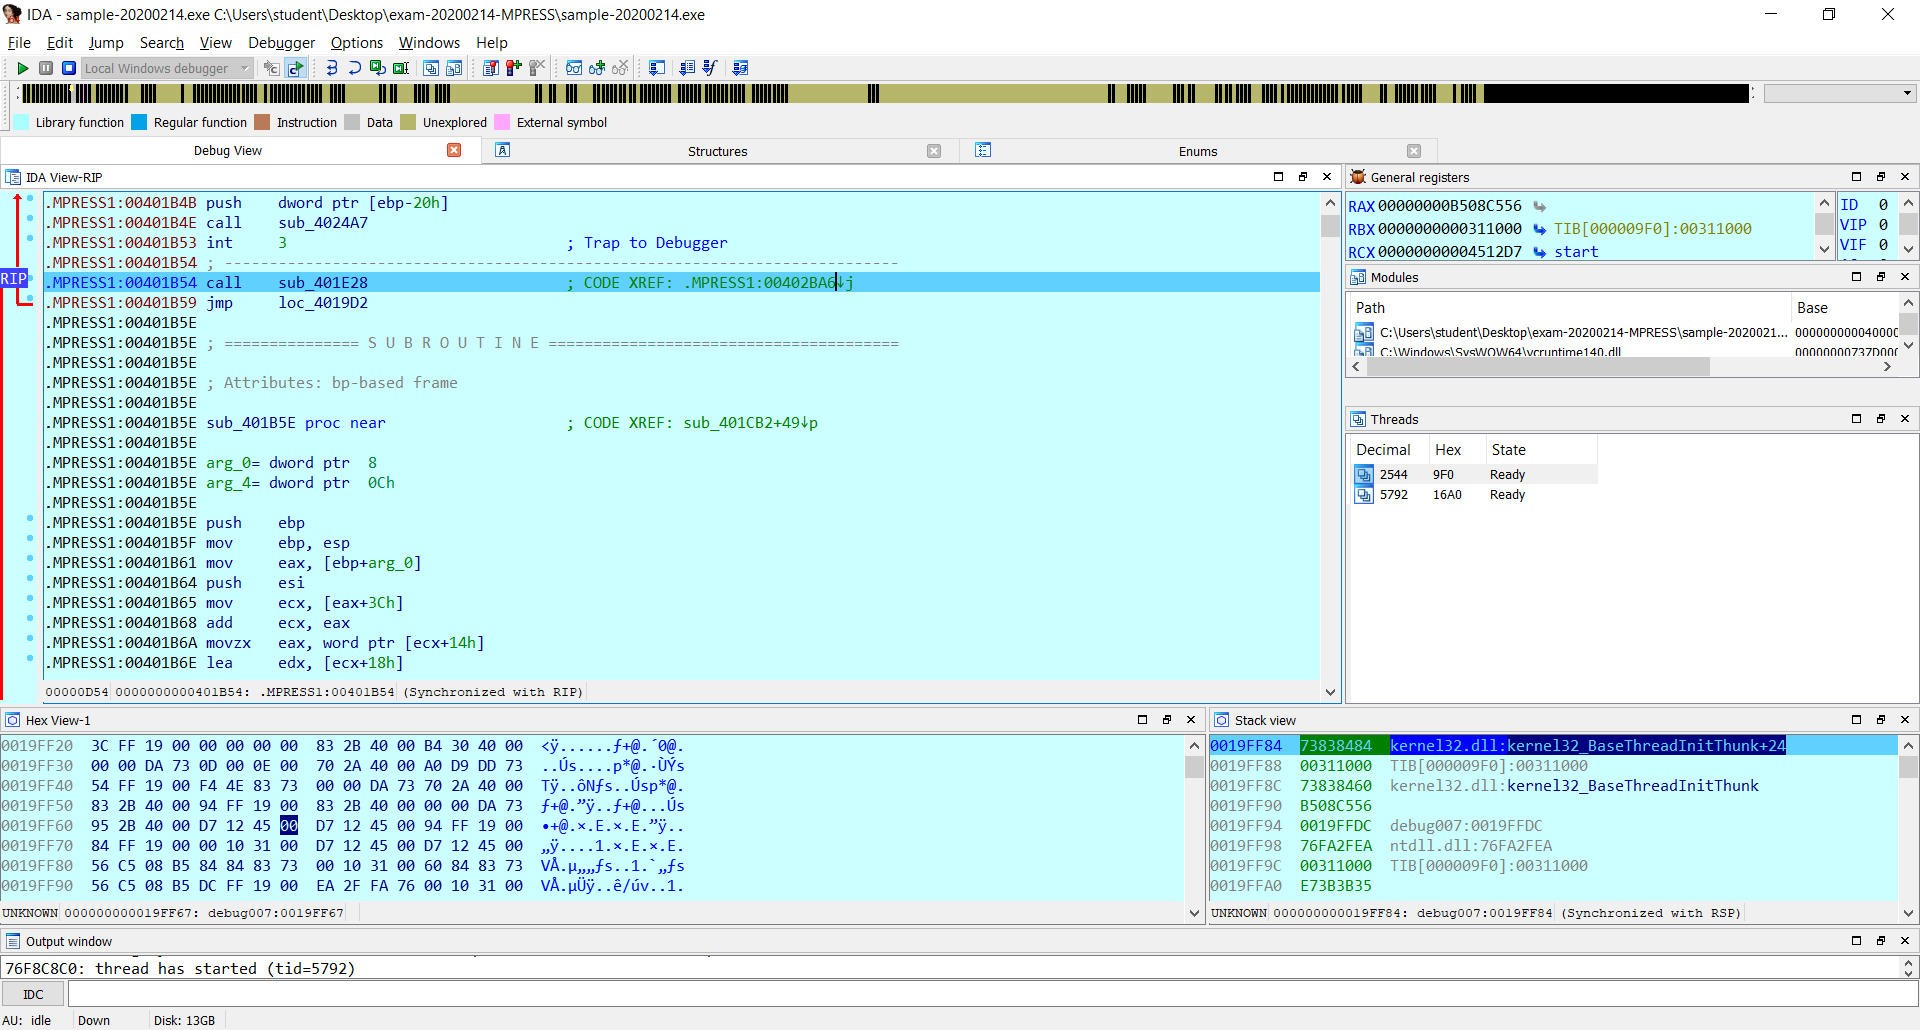 IDA - sample-20200214.exe C:\Users\student\Desktop\exam-20200214-MPRESS\sample-20200214.exe
File Edit Jump Search View Debugger Options Windows Help
Local Windows debugger
Library function Regular function Instruction Data Unexplored External symbol
Debug View Structures Enums
IDA View-RIP
.MPRESS1:00401B4B push dword ptr [ebp-20h]
.MPRESS1:00401B4E call sub_4024A7
.MPRESS1:00401B53 int 3 ; Trap to Debugger
.MPRESS1:00401B54 ; ---------------------------------------------------------------------------
RIP
.MPRESS1:00401B54 call sub_401E28 ; CODE XREF: .MPRESS1:00402BA6↓j
.MPRESS1:00401B59 jmp loc_4019D2
.MPRESS1:00401B5E
.MPRESS1:00401B5E ; =============== S U B R O U T I N E =======================================
.MPRESS1:00401B5E
.MPRESS1:00401B5E ; Attributes: bp-based frame
.MPRESS1:00401B5E
.MPRESS1:00401B5E sub_401B5E proc near ; CODE XREF: sub_401CB2+49↓p
.MPRESS1:00401B5E
.MPRESS1:00401B5E arg_0= dword ptr 8
.MPRESS1:00401B5E arg_4= dword ptr 0Ch
.MPRESS1:00401B5E
.MPRESS1:00401B5E push ebp
.MPRESS1:00401B5F mov ebp, esp
.MPRESS1:00401B61 mov eax, [ebp+arg_0]
.MPRESS1:00401B64 push esi
.MPRESS1:00401B65 mov ecx, [eax+3Ch]
.MPRESS1:00401B68 add ecx, eax
.MPRESS1:00401B6A movzx eax, word ptr [ecx+14h]
.MPRESS1:00401B6E lea edx, [ecx+18h]
00000D54 0000000000401B54: .MPRESS1:00401B54 (Synchronized with RIP)
General registers
RAX 00000000B508C556
RBX 0000000000311000 TIB[000009F0]:00311000
RCX 00000000004512D7 start
ID 0
VIP 0
VIF 0
Modules
Path Base
C:\Users\student\Desktop\exam-20200214-MPRESS\sample-2020021... 00000000040000
C:\Windows\SysWOW64\vcruntime140.dll 00000000737D000
Threads
Decimal Hex State
2544 9F0 Ready
5792 16A0 Ready
Hex View-1
0019FF20 3C FF 19 00 00 00 00 00 83 2B 40 00 B4 30 40 00 <ÿ......ƒ+@.´0@.
0019FF30 00 00 DA 73 0D 00 0E 00 70 2A 40 00 A0 D9 DD 73 ..Ús....p*@.·ÙÝs
0019FF40 54 FF 19 00 F4 4E 83 73 00 00 DA 73 70 2A 40 00 Tÿ..ôNƒs..Úsp*@.
0019FF50 83 2B 40 00 94 FF 19 00 83 2B 40 00 00 00 DA 73 ƒ+@.”ÿ..ƒ+@...Ús
0019FF60 95 2B 40 00 D7 12 45 00 D7 12 45 00 94 FF 19 00 •+@.×.E.×.E.”ÿ..
0019FF70 84 FF 19 00 00 10 31 00 D7 12 45 00 D7 12 45 00 „ÿ....1.×.E.×.E.
0019FF80 56 C5 08 B5 84 84 83 73 00 10 31 00 60 84 83 73 VÅ.µ„„ƒs..1.`„ƒs
0019FF90 56 C5 08 B5 DC FF 19 00 EA 2F FA 76 00 10 31 00 VÅ.µÜÿ..ê/úv..1.
UNKNOWN 000000000019FF67: debug007:0019FF67
Stack view
0019FF84 73838484 kernel32.dll:kernel32_BaseThreadInitThunk+24
0019FF88 00311000 TIB[000009F0]:00311000
0019FF8C 73838460 kernel32.dll:kernel32_BaseThreadInitThunk
0019FF90 B508C556
0019FF94 0019FFDC debug007:0019FFDC
0019FF98 76FA2FEA ntdll.dll:76FA2FEA
0019FF9C 00311000 TIB[000009F0]:00311000
0019FFA0 E73B3B35
UNKNOWN 000000000019FF84: debug007:0019FF84 (Synchronized with RSP)
Output window
76F8C8C0: thread has started (tid=5792)
IDC
AU: idle Down Disk: 13GB